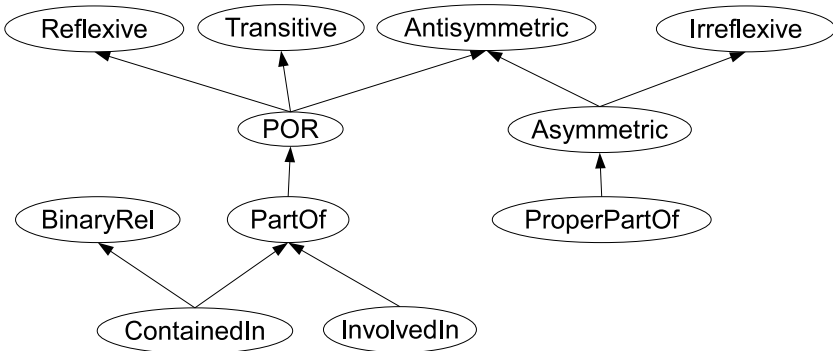 Reflexive
Transitive
Antisymmetric
Irreflexive
POR
Asymmetric
BinaryRel
PartOf
ProperPartOf
ContainedIn
InvolvedIn